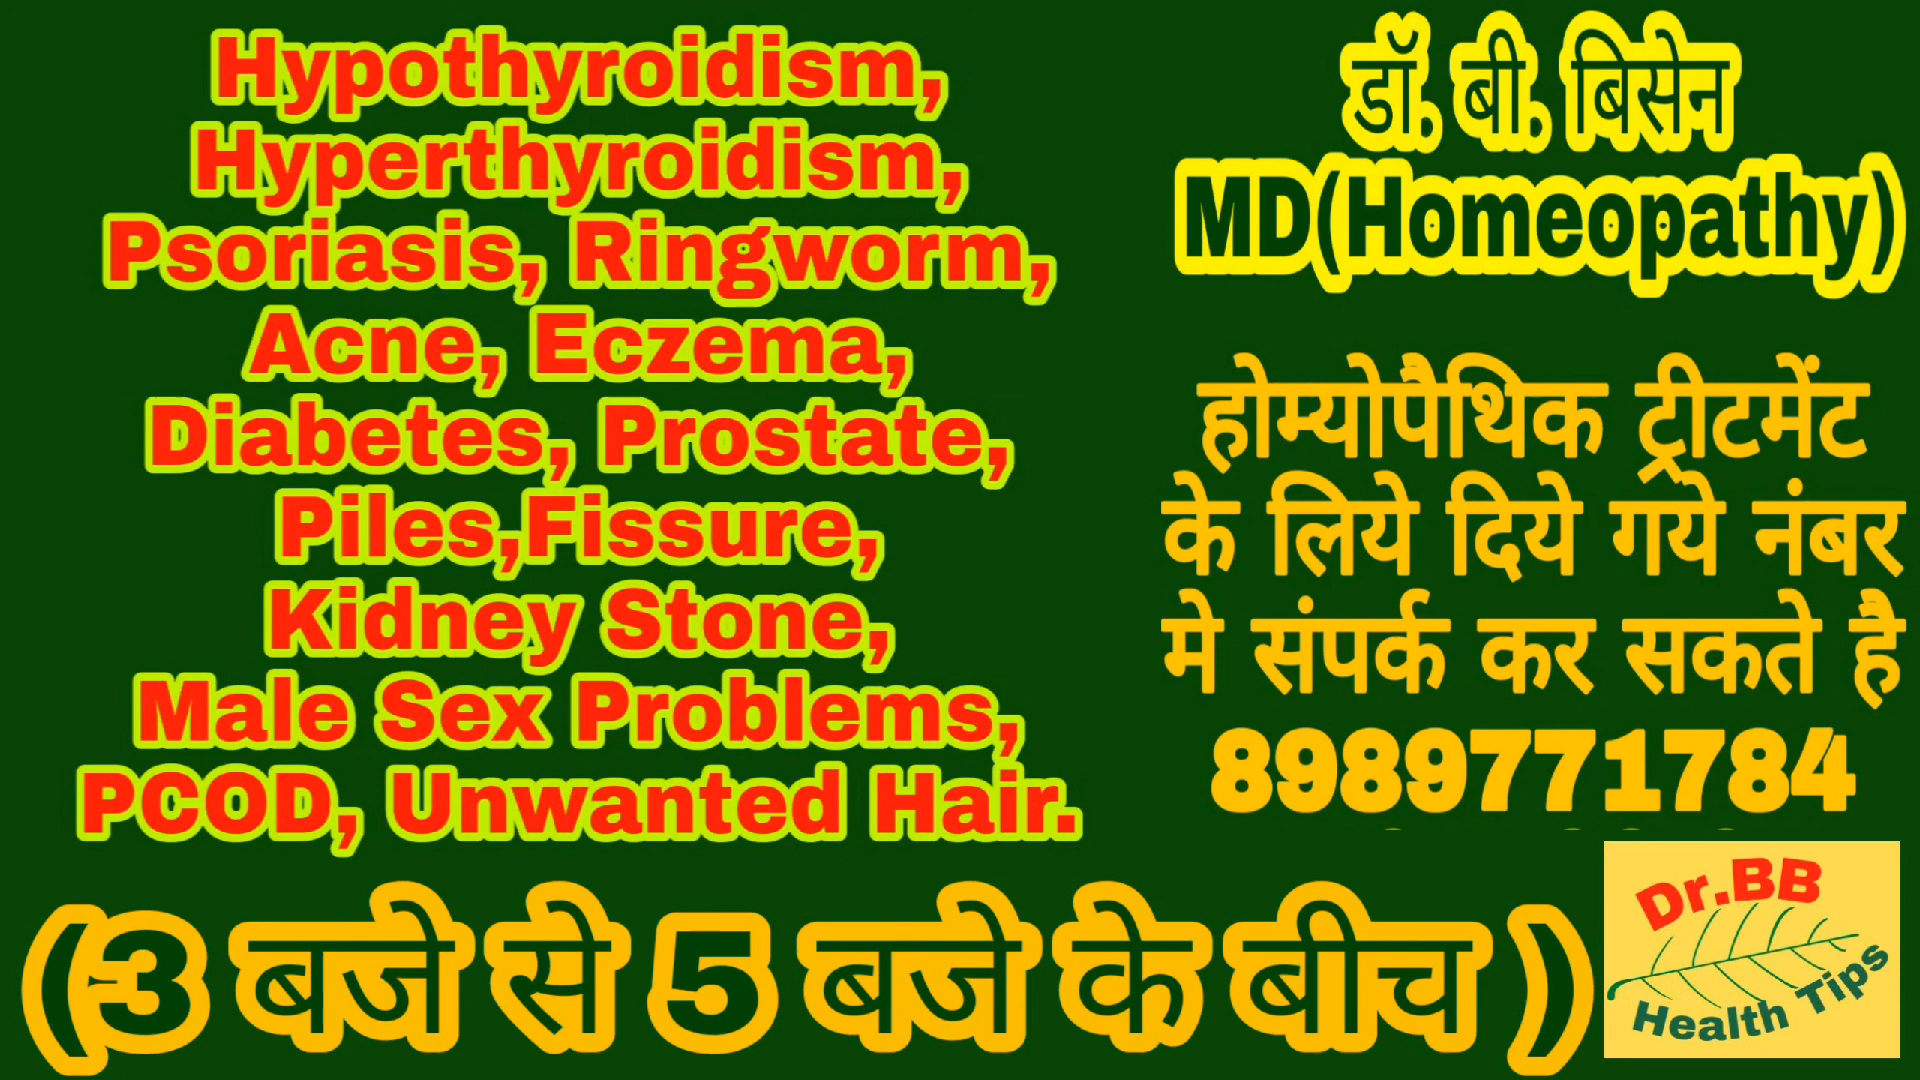 Hypothyroidism,
Hyperthyroidism,
Psoriasis, Ringworm,
Acne, Eczema,
Diabetes, Prostate,
Piles,Fissure,
Kidney Stone,
Male Sex Problems,
PCOD, Unwanted Hair.
डॉ. बी. बिसेन
MD(Homeopathy)
होम्योपैथिक ट्रीटमेंट
के लिये दिये गये नंबर
मे संपर्क कर सकते है
8989771784
(3 बजे से 5 बजे के बीच )
Dr.BB
Health Tips